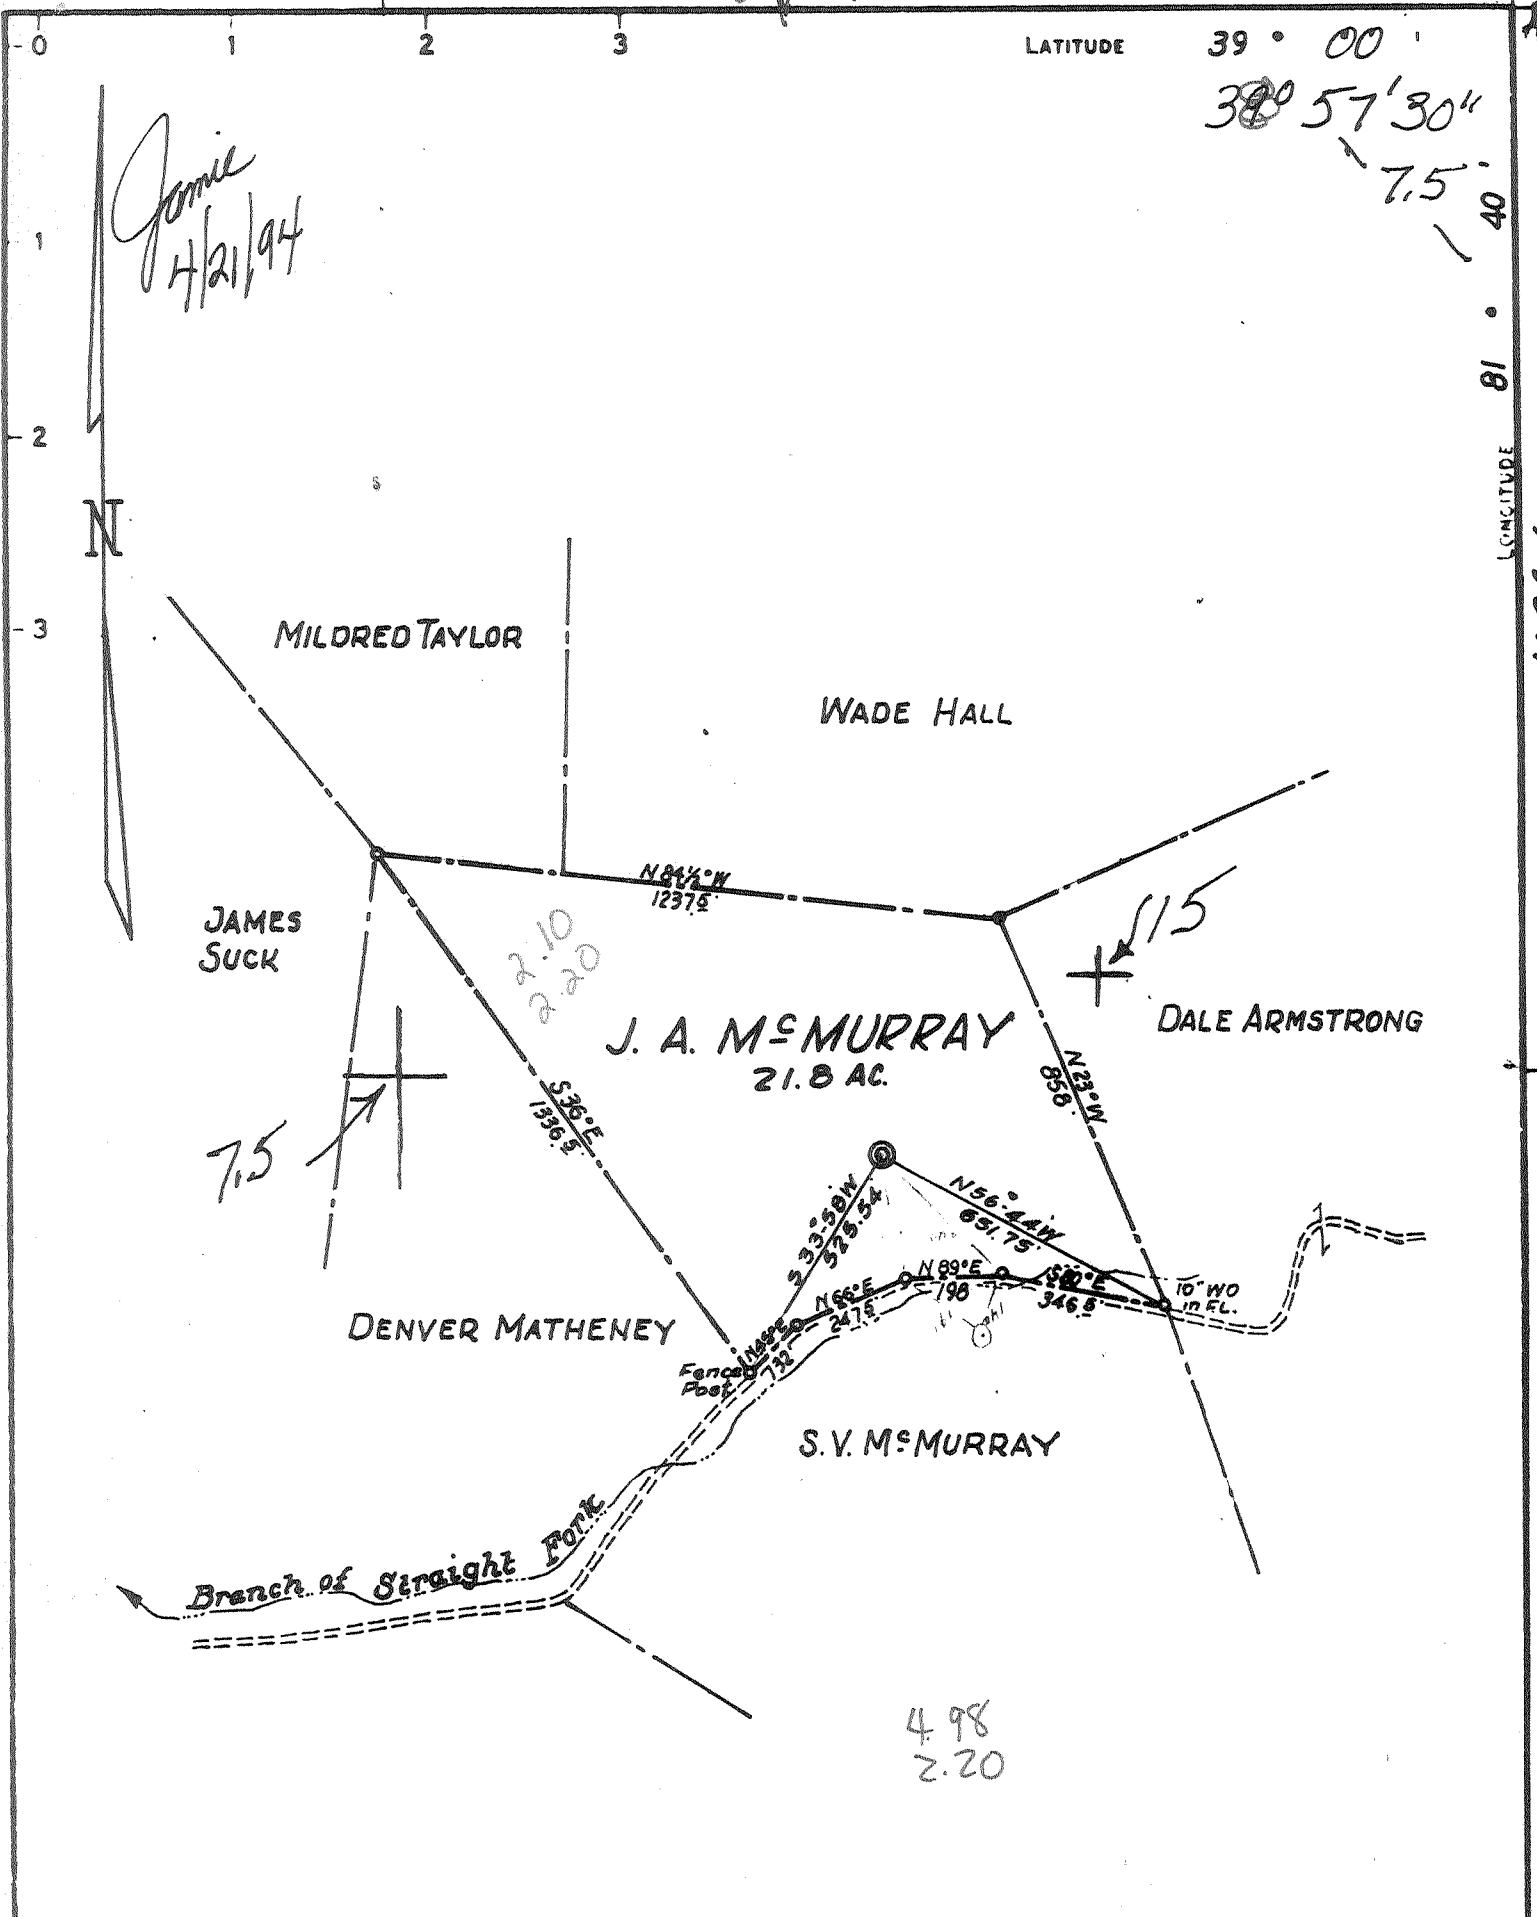 0 1 2 3
LATITUDE 39 ° 00 '
57' 30"
7.5'
Jamie
4/21/94
1
2
3
LONGITUDE 81 ° 40
N
MILDRED TAYLOR
WADE HALL
N 84½° W
1237.5'
JAMES
SUCK
2.10
2.20
15
J. A. McMURRAY
21.8 AC.
DALE ARMSTRONG
N 23° W
858'
S 36° E
1336.5'
7.5
S 33°-58 W
525.54
N 56°-44 W
651.75'
N 66° E
247.5
N 89° E
198
346.5
10" WO
in FL.
DENVER MATHENEY
Fence
Post
S.V. McMURRAY
Branch of Straight Fork
4.98
2.20